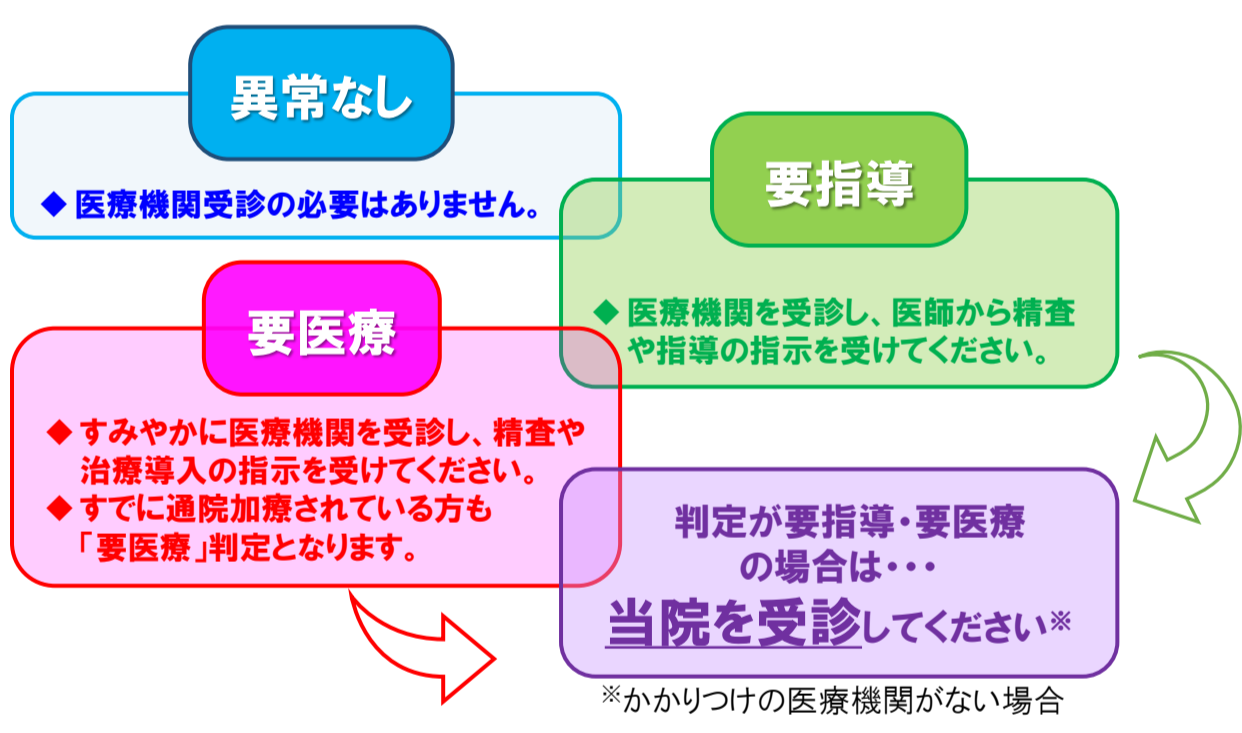 異常なし
◆ 医療機関受診の必要はありません。
要指導
◆ 医療機関を受診し、医師から精査
や指導の指示を受けてください。
要医療
◆ すみやかに医療機関を受診し、精査や
治療導入の指示を受けてください。
◆ すでに通院加療されている方も
「要医療」判定となります。
判定が要指導・要医療
の場合は・・・
当院を受診してください※
※かかりつけの医療機関がない場合